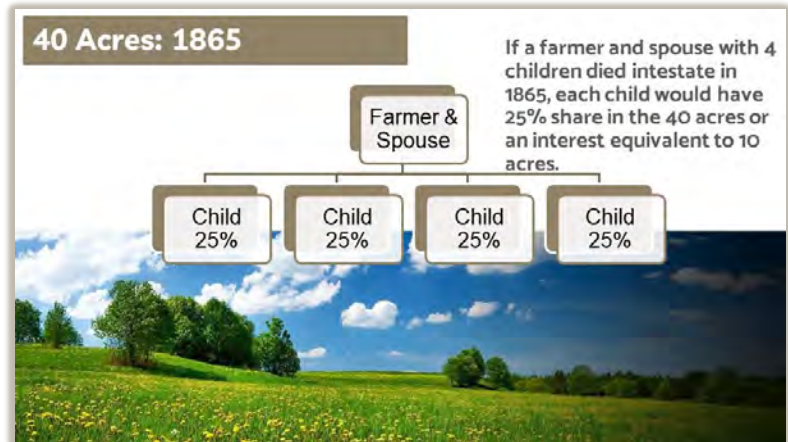 40 Acres: 1865
If a farmer and spouse with 4
children died intestate in
1865, each child would have
25% share in the 40 acres or
an interest equivalent to 10
acres.
Farmer &
Spouse
Child
25%
Child
25%
Child
25%
Child
25%